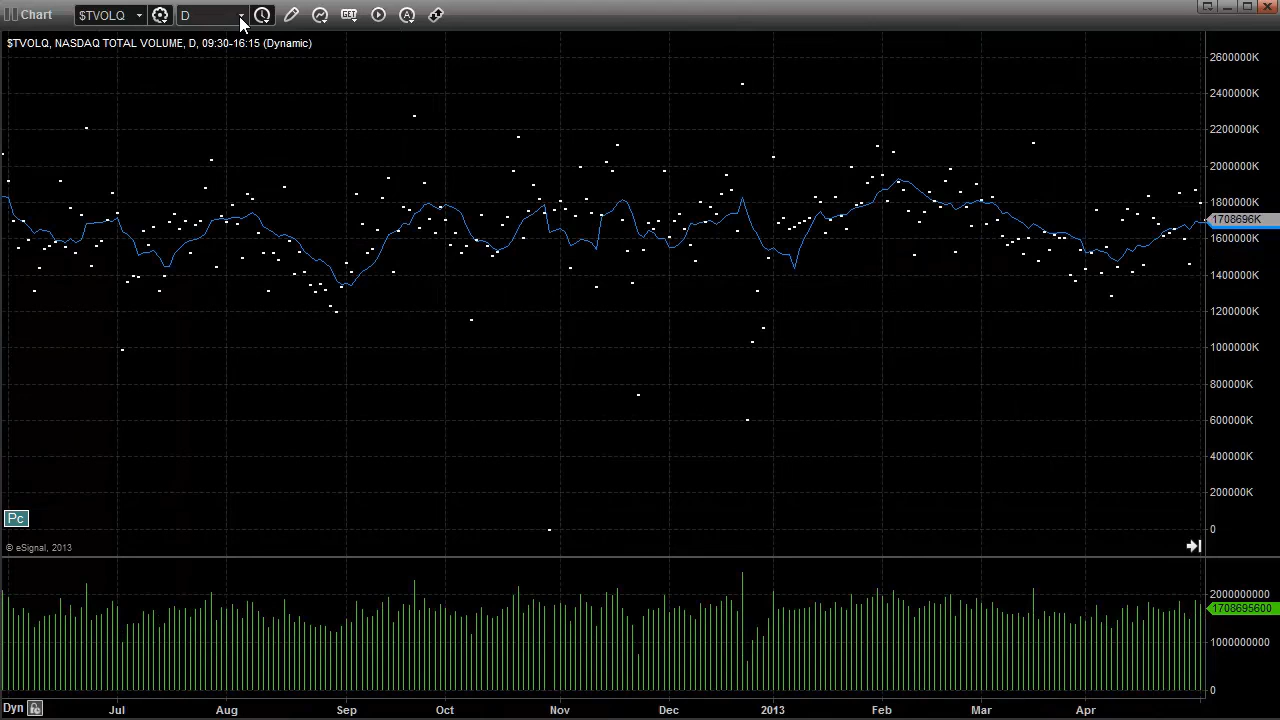 Chart $TVOLQ D GET A
$TVOLQ, NASDAQ TOTAL VOLUME, D, 09:30-16:15 (Dynamic)
2600000K
2400000K
2200000K
2000000K
1800000K
1708696K
1600000K
1400000K
1200000K
1000000K
800000K
600000K
400000K
200000K
Pc
0
© eSignal, 2013
2000000000
1708695600
1000000000
0
Dyn Jul Aug Sep Oct Nov Dec 2013 Feb Mar Apr